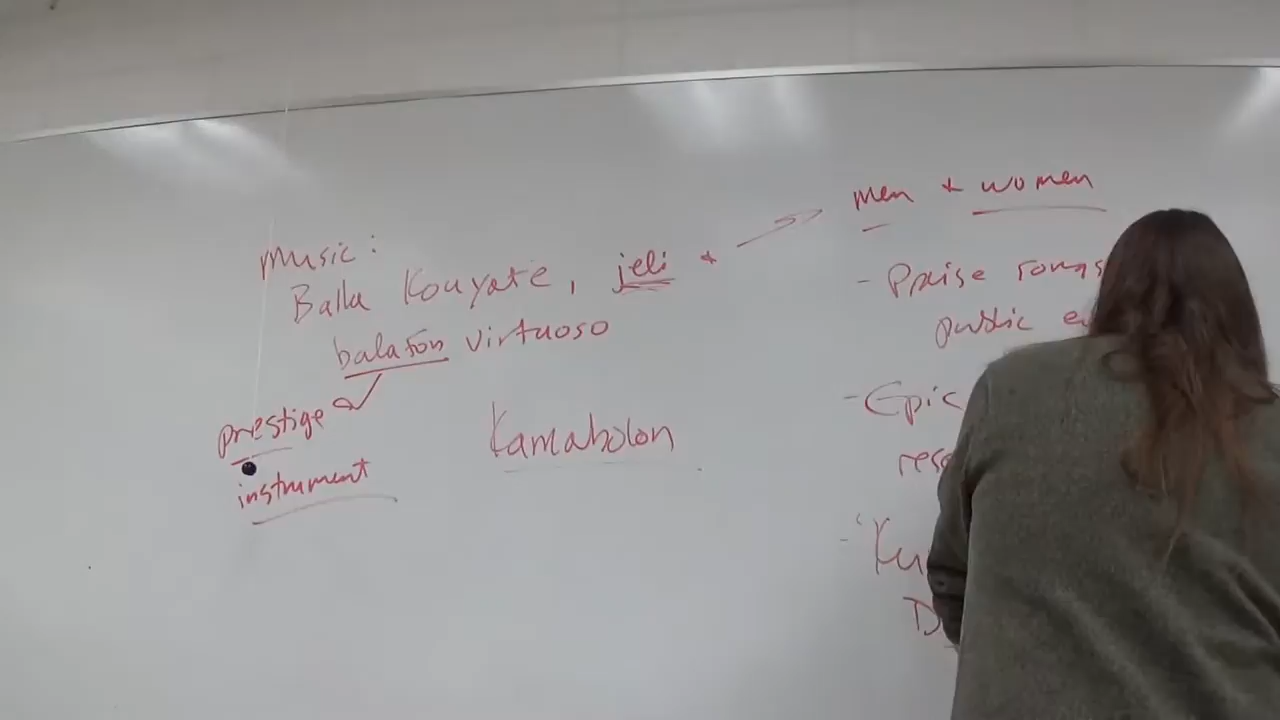 Music:
Balla Kouyate, jeli *
balafon virtuoso
prestige
instrument
Kamabolon
men + women
- Praise songs
public
- Epic